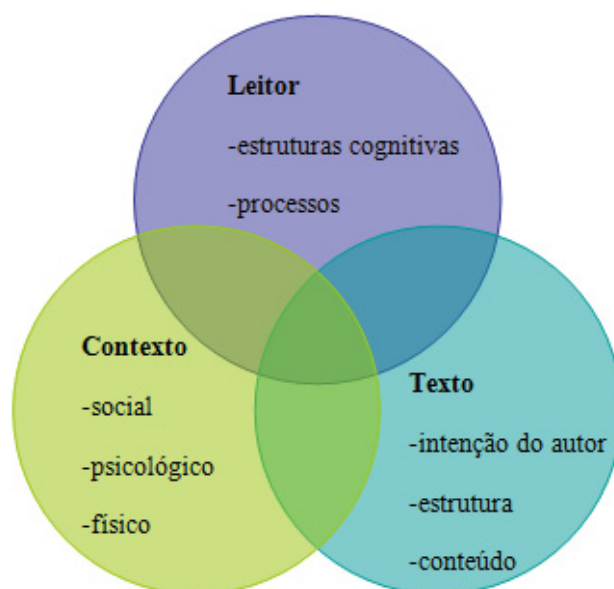 Leitor
-estruturas cognitivas
-processos
Contexto
-social
-psicológico
-físico
Texto
-intenção do autor
-estrutura
-conteúdo